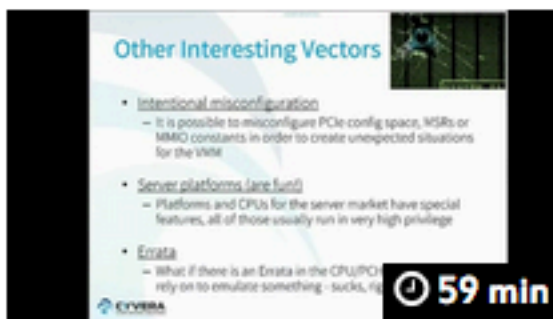 Other Interesting Vectors
• Intentional misconfiguration
– It is possible to misconfigure PCIe config space, MSRs or
MMIO constants in order to create unexpected situations
for the VMM
• Server platforms (are fun!)
– Platforms and CPUs for the server market have special
features, all of those usually run in very high privilege
• Errata
– What if there is an Errata in the CPU/PCH
rely on to emulate something - sucks,
CYVERA
59 min